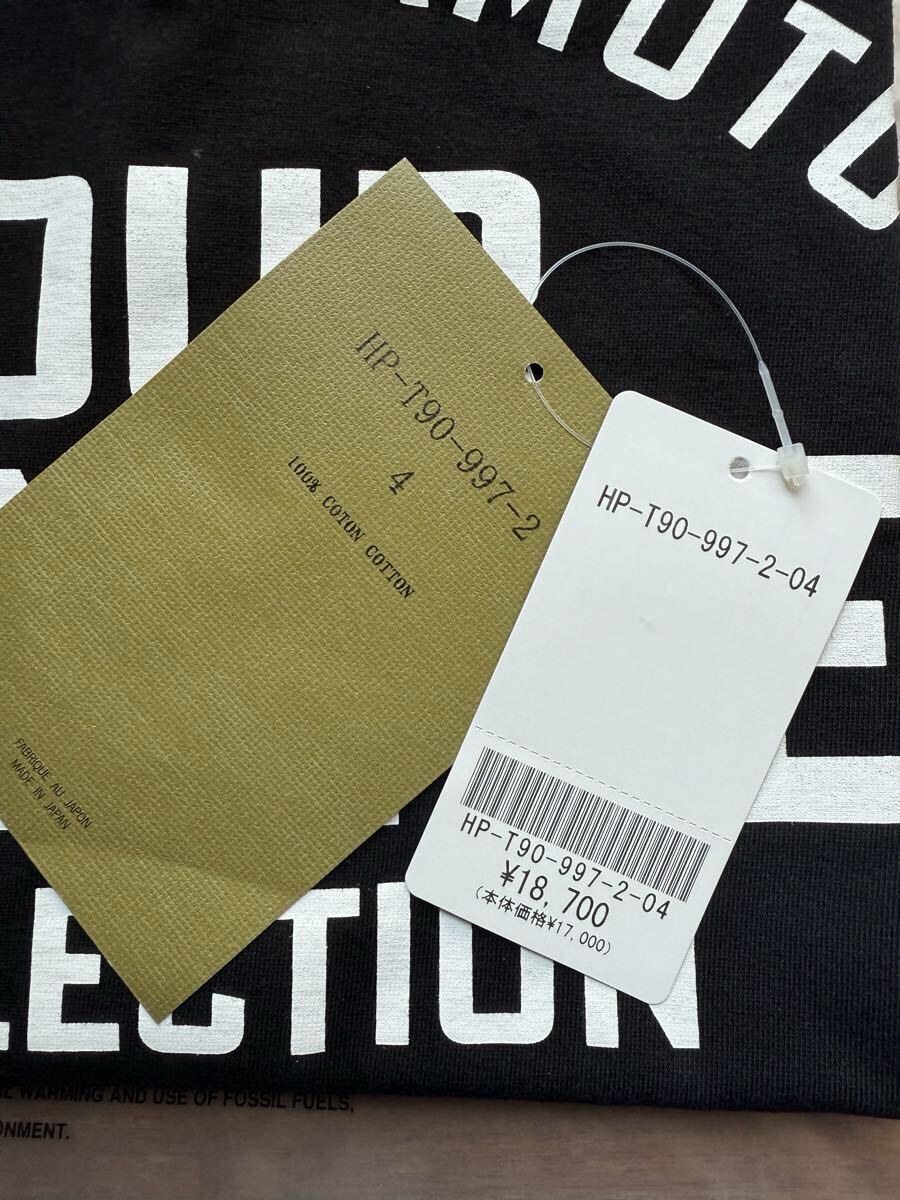 AMOTO
OUR
LECTION
HP-T90-997-2
4
100% COTON COTTON
FABRIQUE AU JAPON
MADE IN JAPAN
HP-T90-997-2-04
HP-T90-997-2-04
¥18,700
(本体価格¥17,000)
WARMING AND USE OF FOSSIL FUELS,
ONMENT.